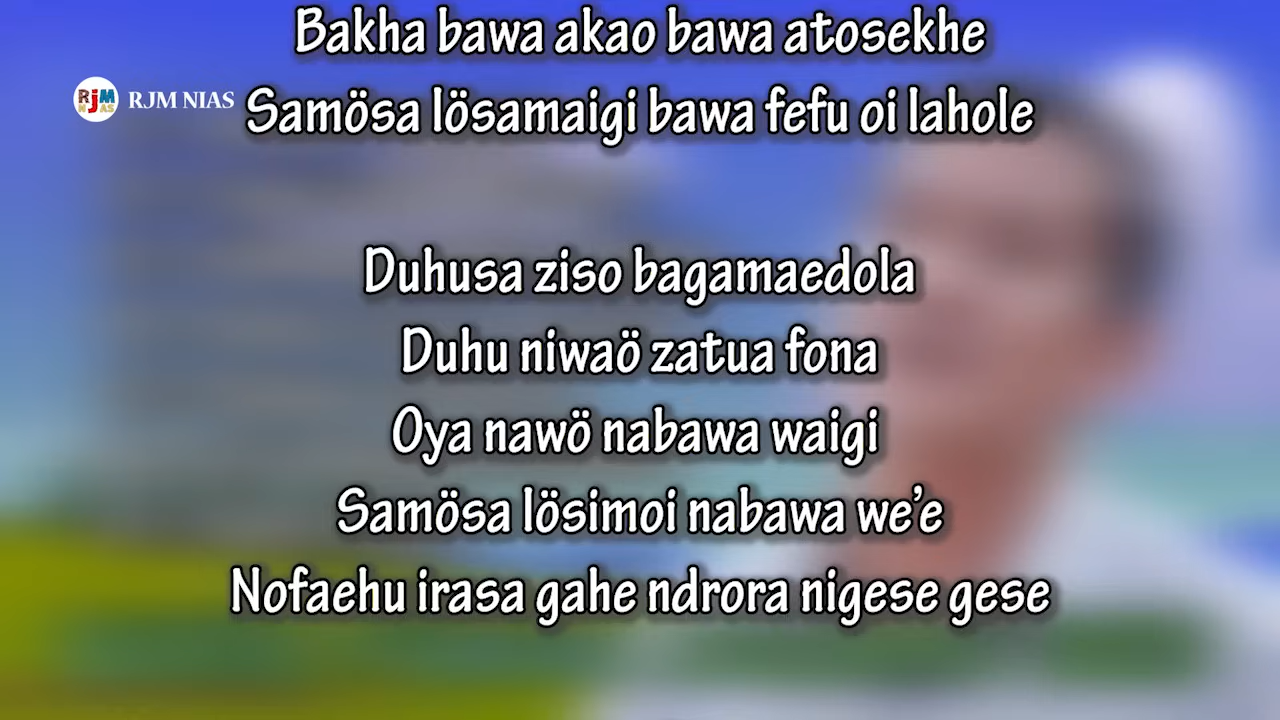 Bakha bawa akao bawa atosekhe
RJM NIAS
Samösa lösamaigi bawa fefu oi lahole
Duhusa ziso bagamaedola
Duhu niwaö zatua fona
Oya nawö nabawa waigi
Samösa lösimoi nabawa we’e
Nofaehu irasa gahe ndrora nigese gese